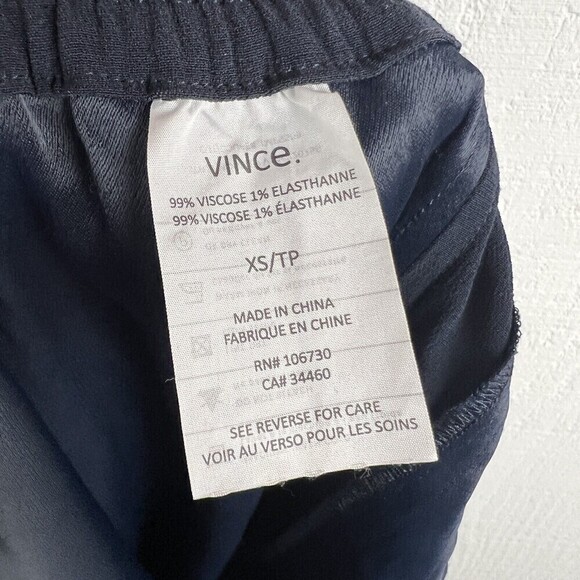 VINce.
99% VISCOSE 1% ELASTHANNE
99% VISCOSE 1% ÉLASTHANNE
XS/TP
MADE IN CHINA
FABRIQUE EN CHINE
RN# 106730
CA# 34460
SEE REVERSE FOR CARE
VOIR AU VERSO POUR LES SOINS